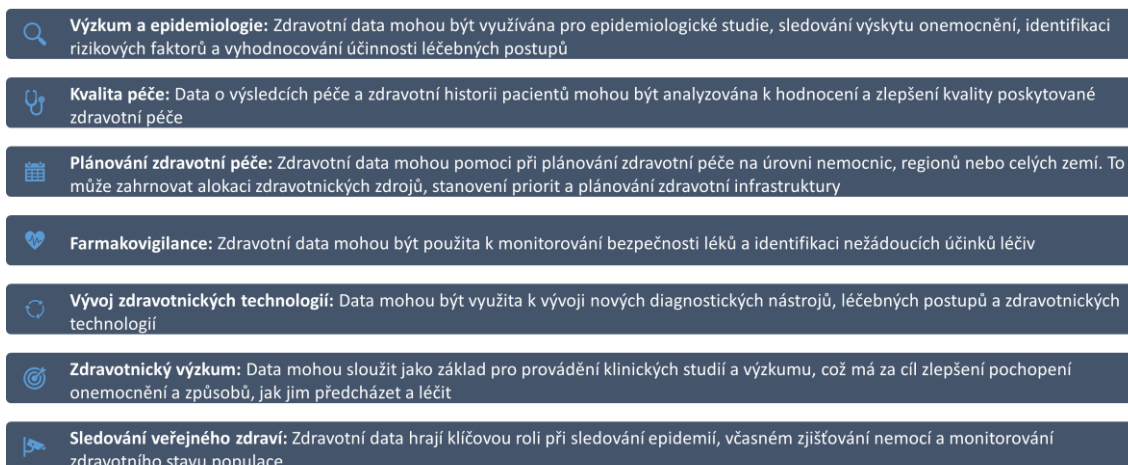 Výzkum a epidemiologie: Zdravotní data mohou být využívána pro epidemiologické studie, sledování výskytu onemocnění, identifikaci
rizikových faktorů a vyhodnocování účinnosti léčebných postupů
Kvalita péče: Data o výsledcích péče a zdravotní historii pacientů mohou být analyzována k hodnocení a zlepšení kvality poskytované
zdravotní péče
Plánování zdravotní péče: Zdravotní data mohou pomoci při plánování zdravotní péče na úrovni nemocnic, regionů nebo celých zemí. To
může zahrnovat alokaci zdravotnických zdrojů, stanovení priorit a plánování zdravotní infrastruktury
Farmakovigilance: Zdravotní data mohou být použita k monitorování bezpečnosti léků a identifikaci nežádoucích účinků léčiv
Vývoj zdravotnických technologií: Data mohou být využita k vývoji nových diagnostických nástrojů, léčebných postupů a zdravotnických
technologií
Zdravotnický výzkum: Data mohou sloužit jako základ pro provádění klinických studií a výzkumu, což má za cíl zlepšení pochopení
onemocnění a způsobů, jak jim předcházet a léčit
Sledování veřejného zdraví: Zdravotní data hrají klíčovou roli při sledování epidemií, včasném zjišťování nemocí a monitorování
zdravotního stavu populace